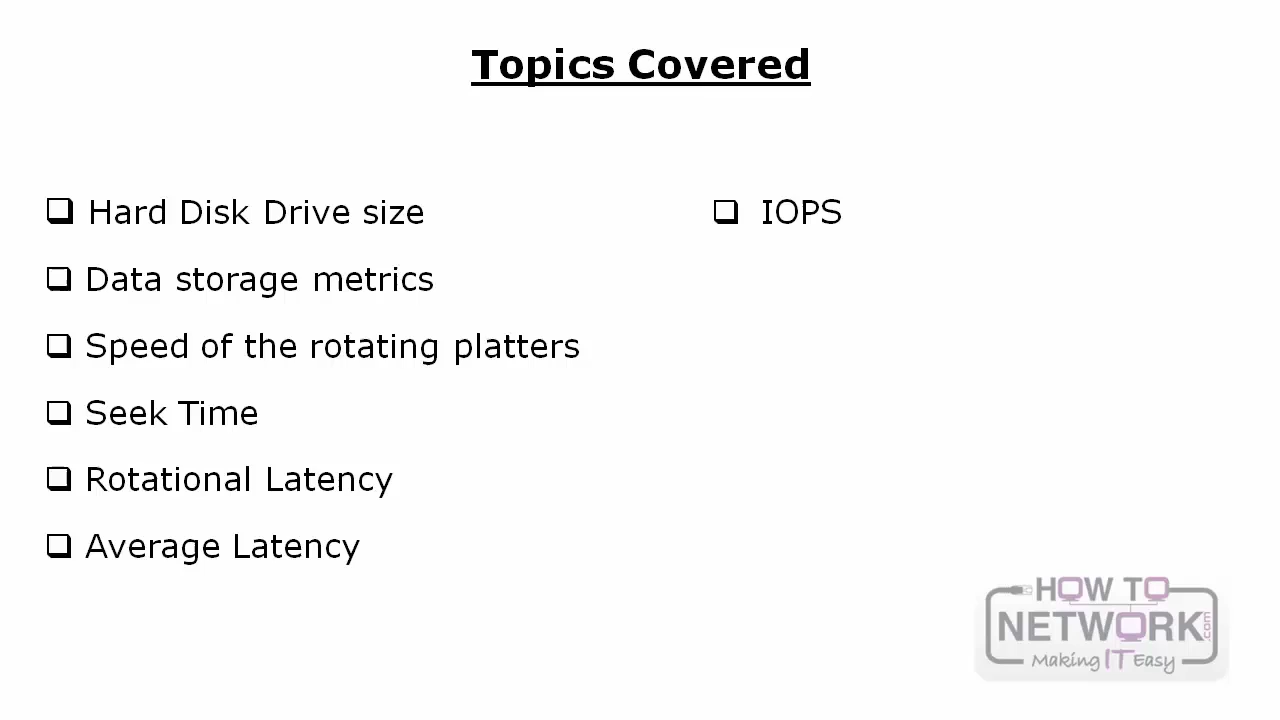 Topics Covered
Hard Disk Drive size
Data storage metrics
Speed of the rotating platters
Seek Time
Rotational Latency
Average Latency
IOPS
HOW TO
NETWORK.com
Making IT Easy